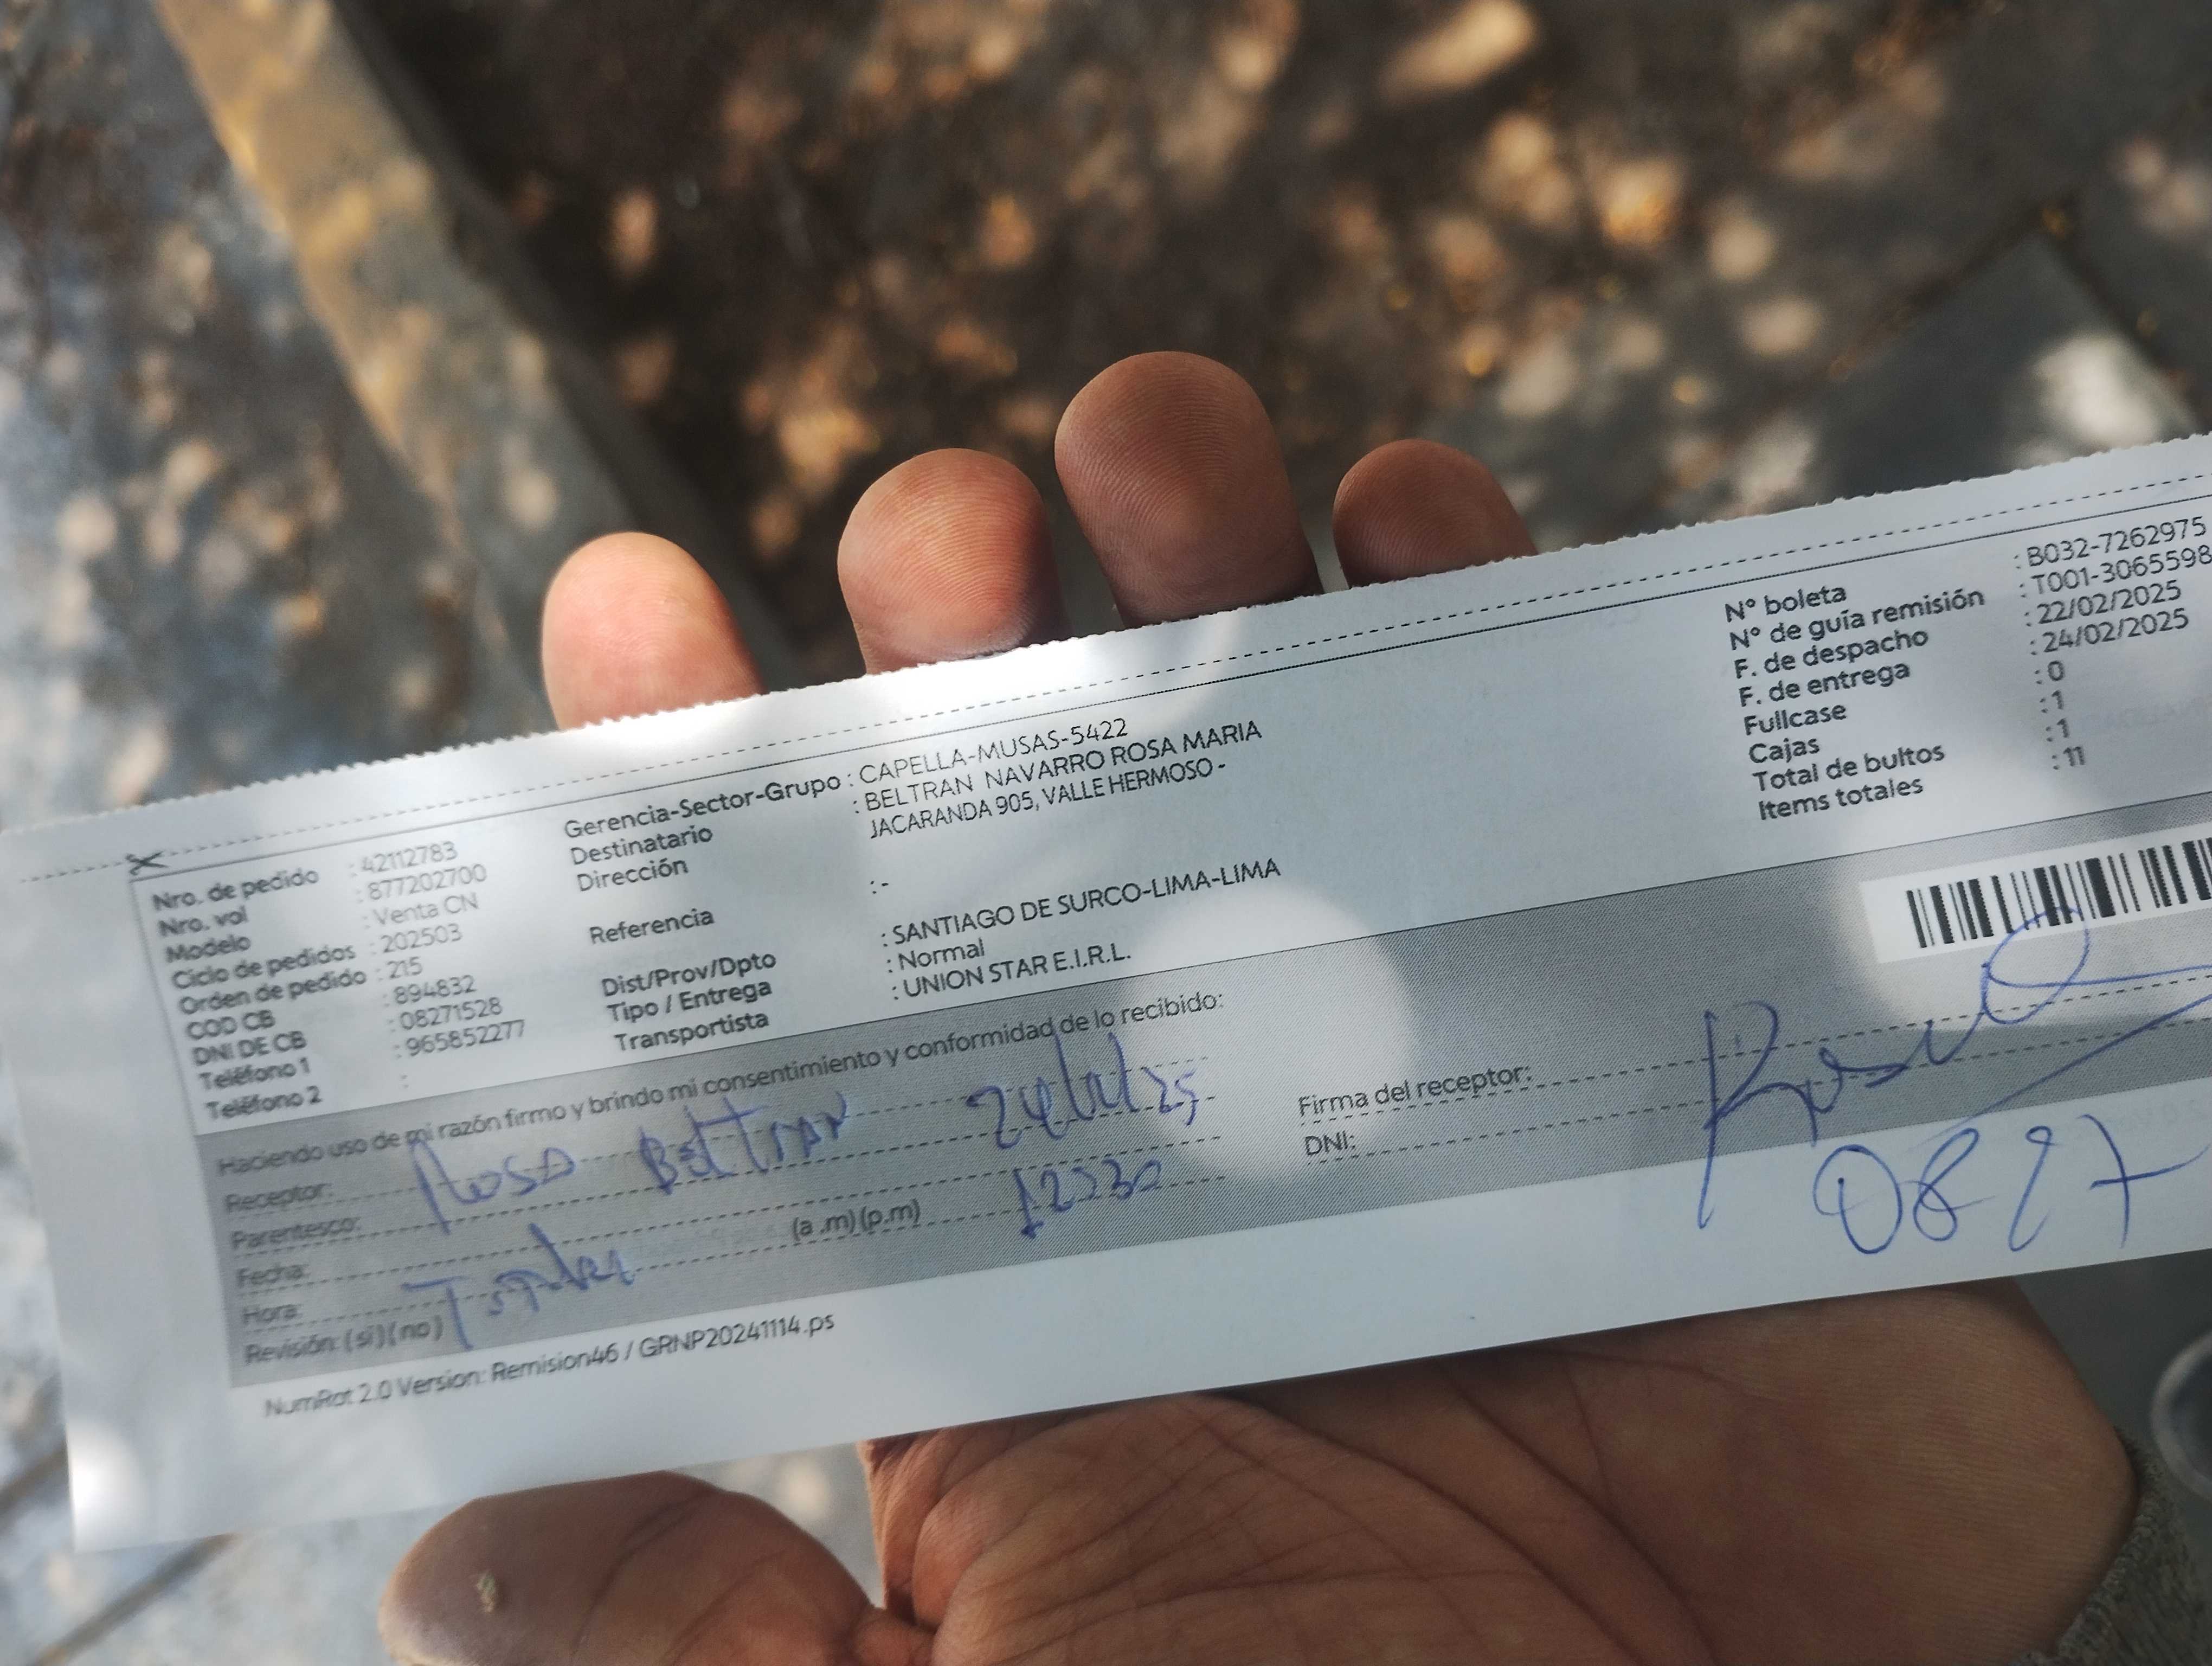 Nro. de pedido : 42112783
Nro. vol : 877202700
Modelo : Venta CN
Ciclo de pedidos : 202503
Orden de pedido : 215
COD CB : 894832
DNI DE CB : 08271528
Teléfono 1 : 965852277
Teléfono 2 :
Gerencia-Sector-Grupo : CAPELLA-MUSAS-5422
Destinatario : BELTRAN NAVARRO ROSA MARIA
Dirección JACARANDA 905, VALLE HERMOSO -
Referencia : -
Dist/Prov/Dpto : SANTIAGO DE SURCO-LIMA-LIMA
Tipo / Entrega : Normal
Transportista : UNION STAR E.I.R.L.
N° boleta : B032-7262975
N° de guía remisión : T001-3065598
F. de despacho : 22/02/2025
F. de entrega : 24/02/2025
Fullcase : 0
Cajas : 1
Total de bultos : 1
Items totales : 11
Haciendo uso de mi razón firmo y brindo mi consentimiento y conformidad de lo recibido:
Receptor: Rosa Beltran
Parentesco:
Fecha:
Hora: (a .m)(p.m)
Revisión: (si)(no)
Firma del receptor:
DNI: 0827
NumRot 2.0 Version: Remision46 / GRNP20241114.ps